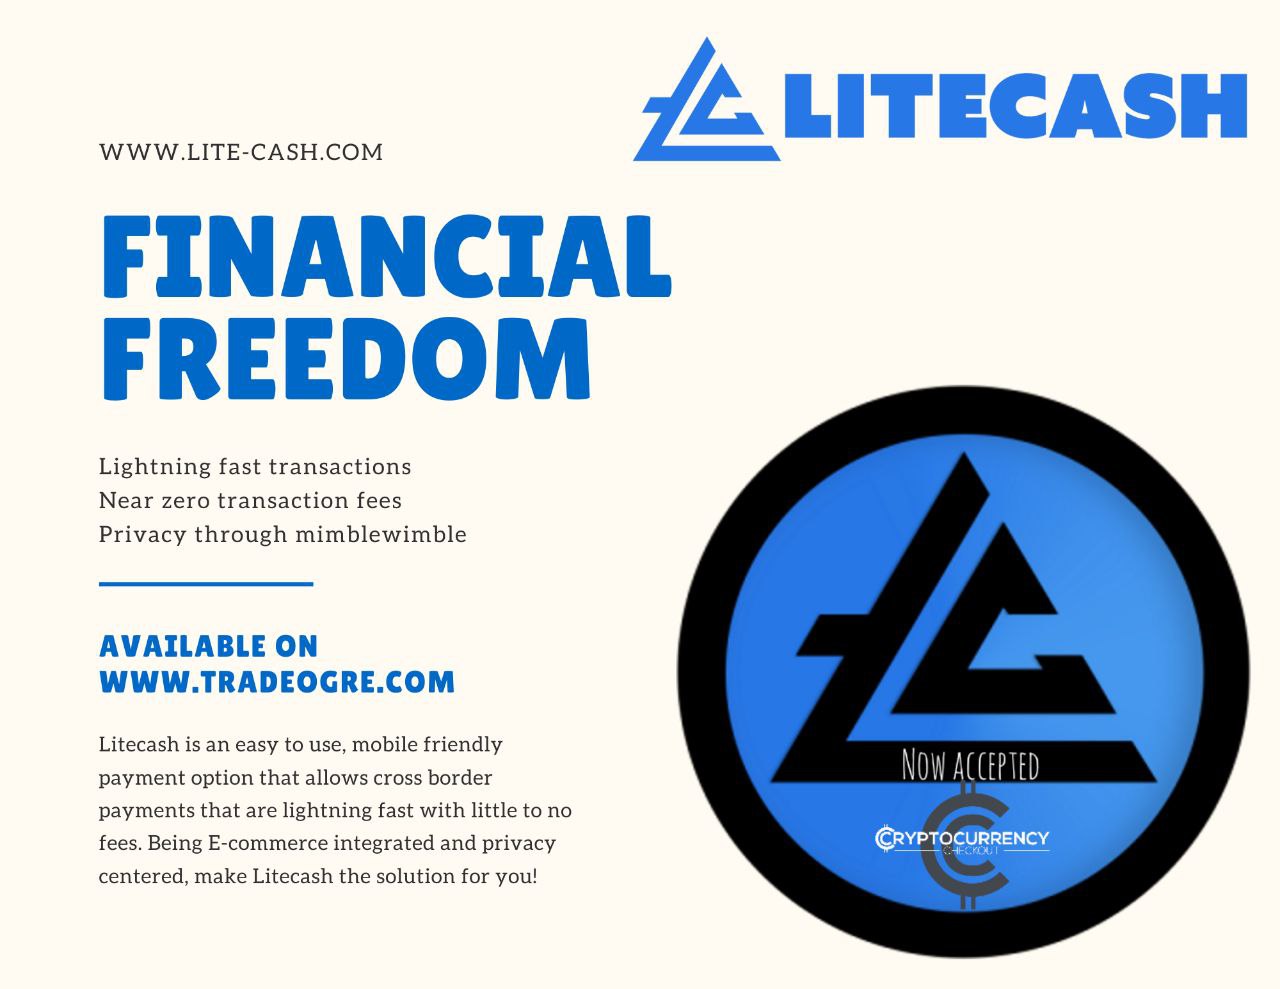 LITECASH
WWW.LITE-CASH.COM
FINANCIAL
FREEDOM
Lightning fast transactions
Near zero transaction fees
Privacy through mimblewimble
AVAILABLE ON
WWW.TRADEOGRE.COM
Litecash is an easy to use, mobile friendly
payment option that allows cross border
payments that are lightning fast with little to no
fees. Being E-commerce integrated and privacy
centered, make Litecash the solution for you!
NOW ACCEPTED
CRYPTOCURRENCY
CHECKOUT